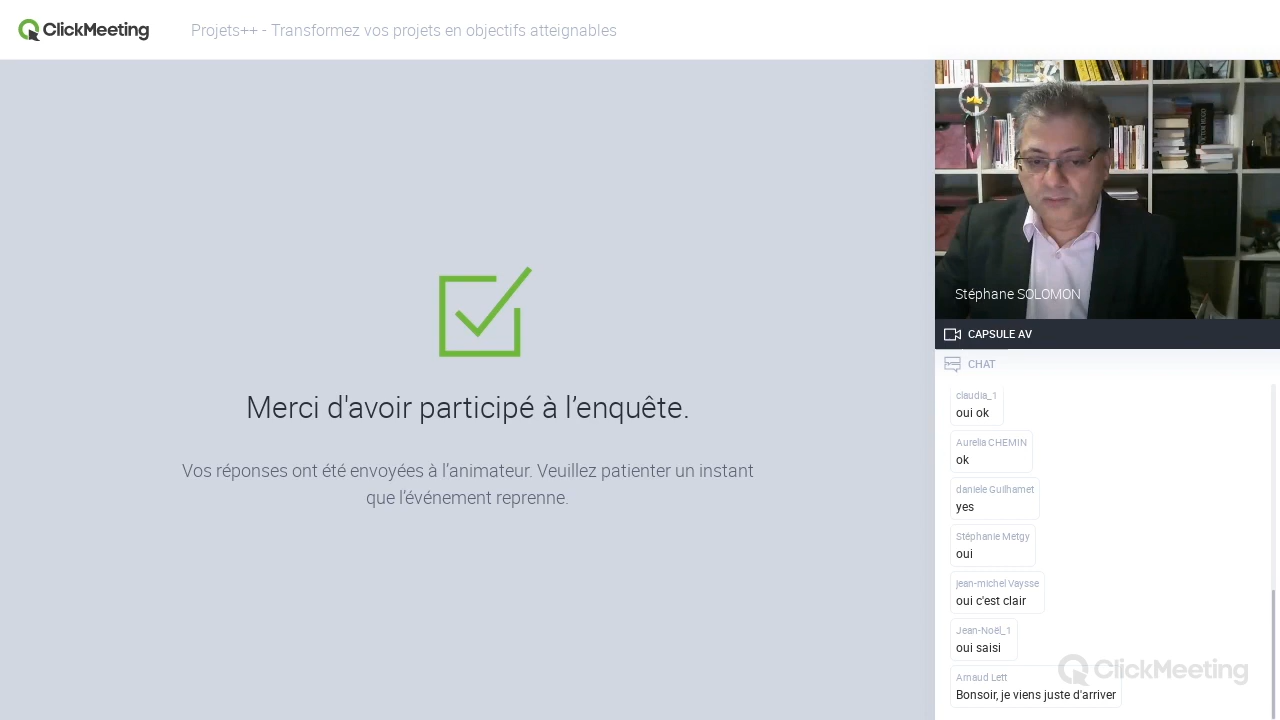 ClickMeeting
Projets++ - Transformez vos projets en objectifs atteignables
Merci d'avoir participé à l’enquête.
Vos réponses ont été envoyées à l’animateur. Veuillez patienter un instant
que l’événement reprenne.
Stéphane SOLOMON
CAPSULE AV
CHAT
claudia_1
oui ok
Aurelia CHEMIN
ok
daniele Guilhamet
yes
Stéphanie Metgy
oui
jean-michel Vaysse
oui c'est clair
Jean-Noël_1
oui saisi
Arnaud Lett
Bonsoir, je viens juste d'arriver
ClickMeeting